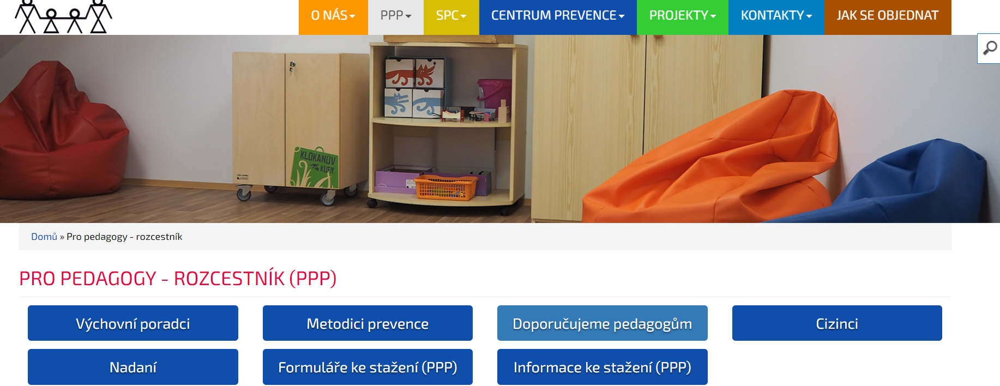 O NÁS
PPP
SPC
CENTRUM PREVENCE
PROJEKTY
KONTAKTY
JAK SE OBJEDNAT
KLOKANŮV
KUFR
Domů » Pro pedagogy - rozcestník
PRO PEDAGOGY - ROZCESTNÍK (PPP)
Výchovní poradci
Metodici prevence
Doporučujeme pedagogům
Cizinci
Nadaní
Formuláře ke stažení (PPP)
Informace ke stažení (PPP)